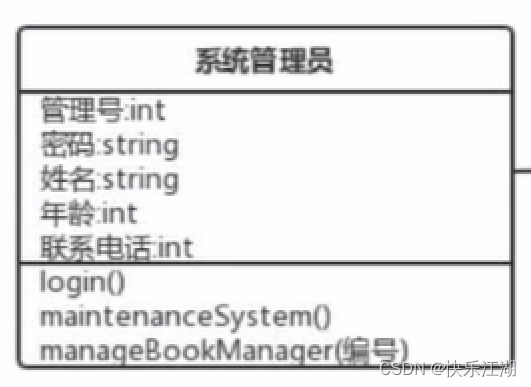 系统管理员
管理号:int
密码:string
姓名:string
年龄:int
联系电话:int
login()
maintenanceSystem()
manageBookManager(编号)
CSDN @快乐江湖